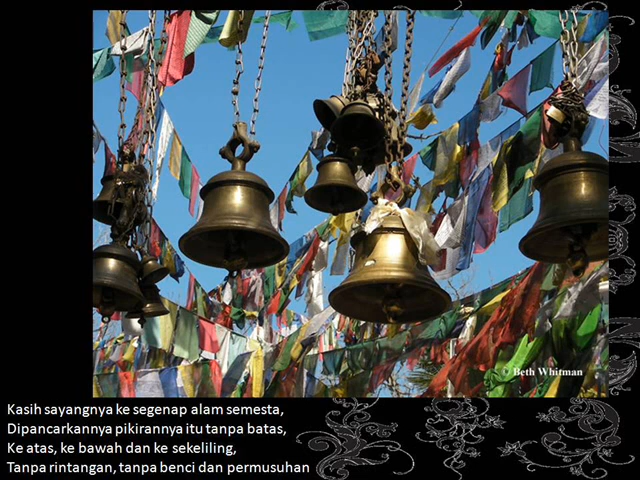 © Beth Whitman
Kasih sayangnya ke segenap alam semesta,
Dipancarkannya pikirannya itu tanpa batas,
Ke atas, ke bawah dan ke sekeliling,
Tanpa rintangan, tanpa benci dan permusuhan